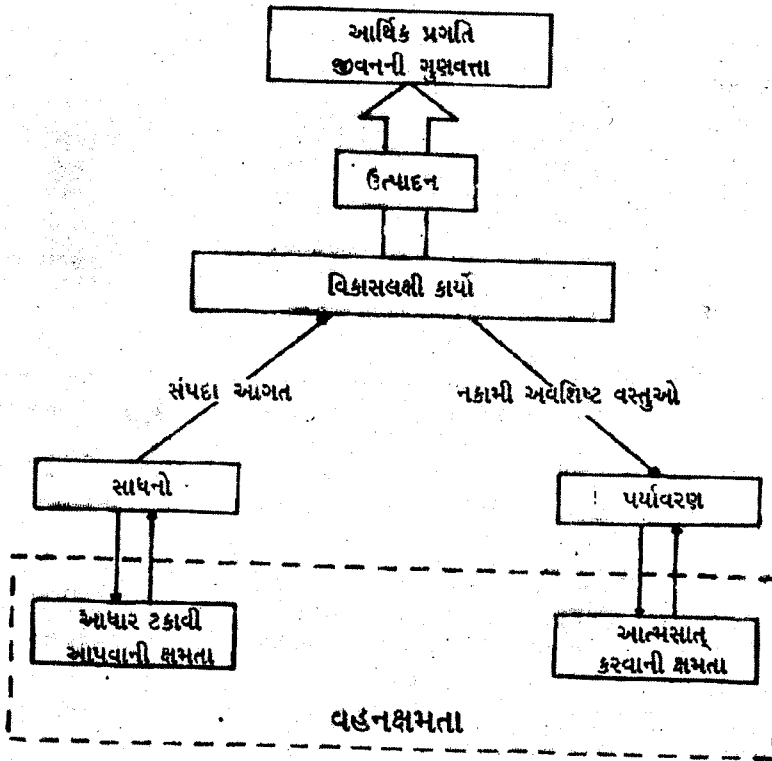 આર્થિક પ્રગતિ
જીવનની ગુણવત્તા
ઉત્પાદન
વિકાસલક્ષી કાર્યો
સંપદા આગત
નકામી અવશિષ્ટ વસ્તુઓ
સાધનો
પર્યાવરણ
આધાર ટકાવી
આપવાની ક્ષમતા
આત્મસાત્
કરવાની ક્ષમતા
વહનક્ષમતા